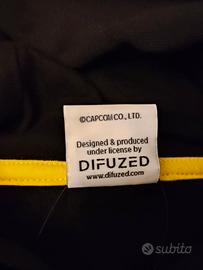 ©CAPCOM CO., LTD.
Designed & produced
under license by
DIFUZED
www.difuzed.com
subito